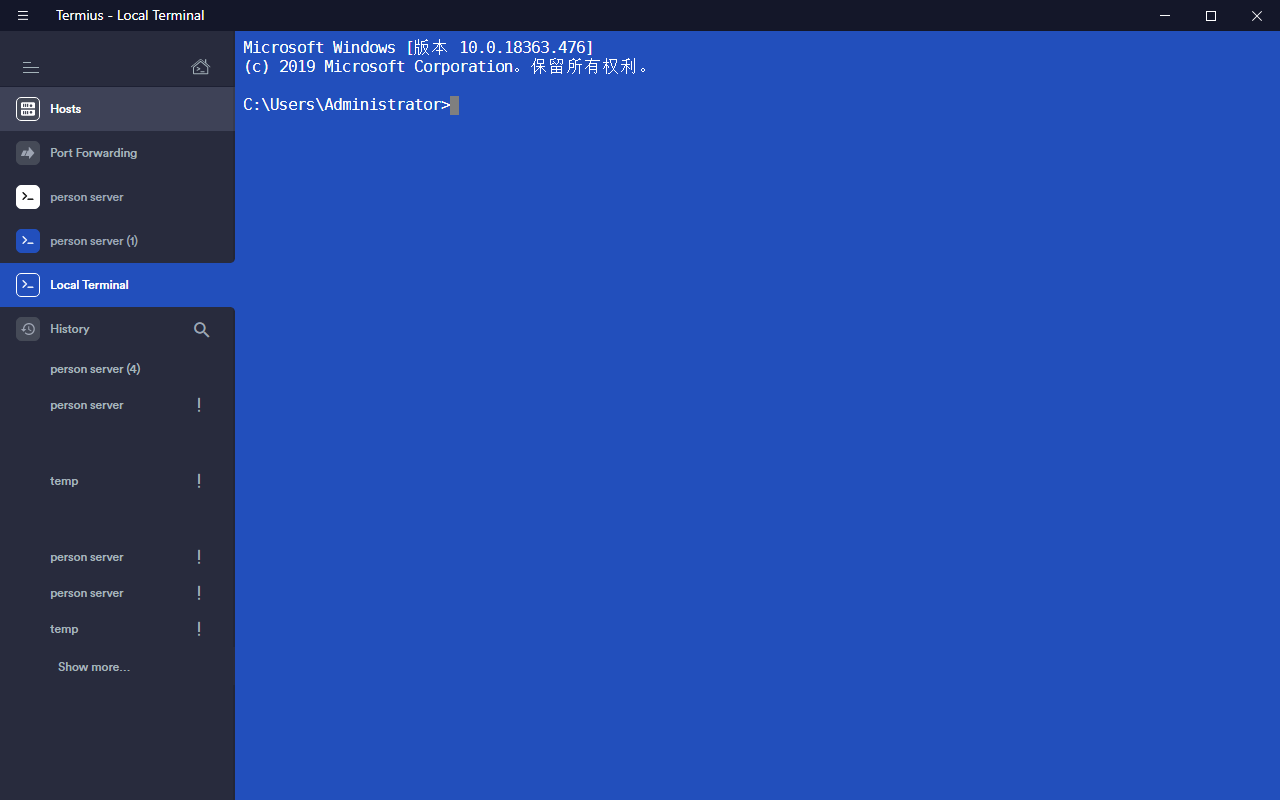 Termius - Local Terminal
Hosts
Port Forwarding
person server
person server (1)
Local Terminal
History
person server (4)
person server
temp
person server
person server
temp
Show more...
Microsoft Windows [版本 10.0.18363.476]
(c) 2019 Microsoft Corporation。保留所有权利。
C:\Users\Administrator>